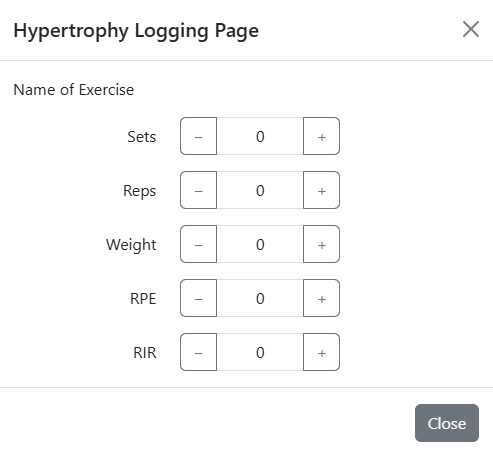 Hypertrophy Logging Page
Name of Exercise
Sets − 0 +
Reps − 0 +
Weight − 0 +
RPE − 0 +
RIR − 0 +
Close